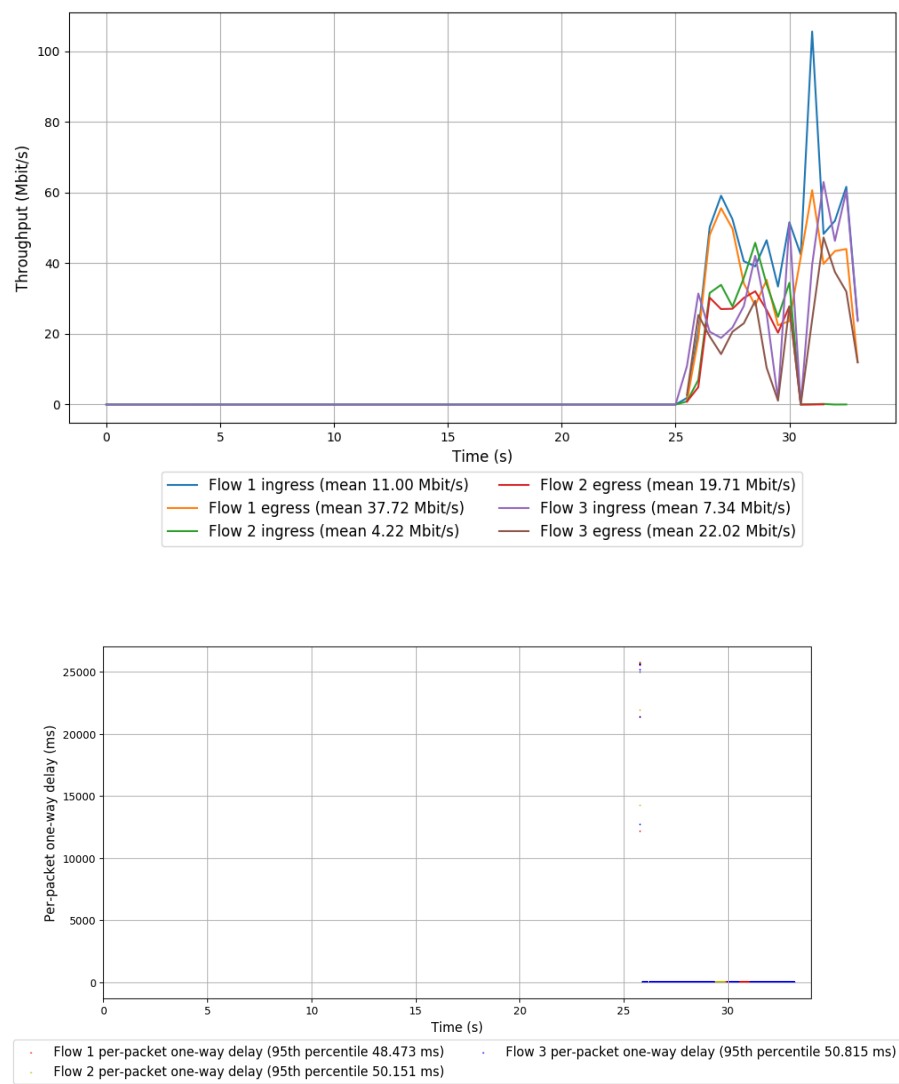 100
80
60
40
20
0
Throughput (Mbit/s)
0 5 10 15 20 25 30
Time (s)
Flow 1 ingress (mean 11.00 Mbit/s)
Flow 1 egress (mean 37.72 Mbit/s)
Flow 2 ingress (mean 4.22 Mbit/s)
Flow 2 egress (mean 19.71 Mbit/s)
Flow 3 ingress (mean 7.34 Mbit/s)
Flow 3 egress (mean 22.02 Mbit/s)
25000
20000
15000
10000
5000
0
Per-packet one-way delay (ms)
0 5 10 15 20 25 30
Time (s)
Flow 1 per-packet one-way delay (95th percentile 48.473 ms)
Flow 2 per-packet one-way delay (95th percentile 50.151 ms)
Flow 3 per-packet one-way delay (95th percentile 50.815 ms)